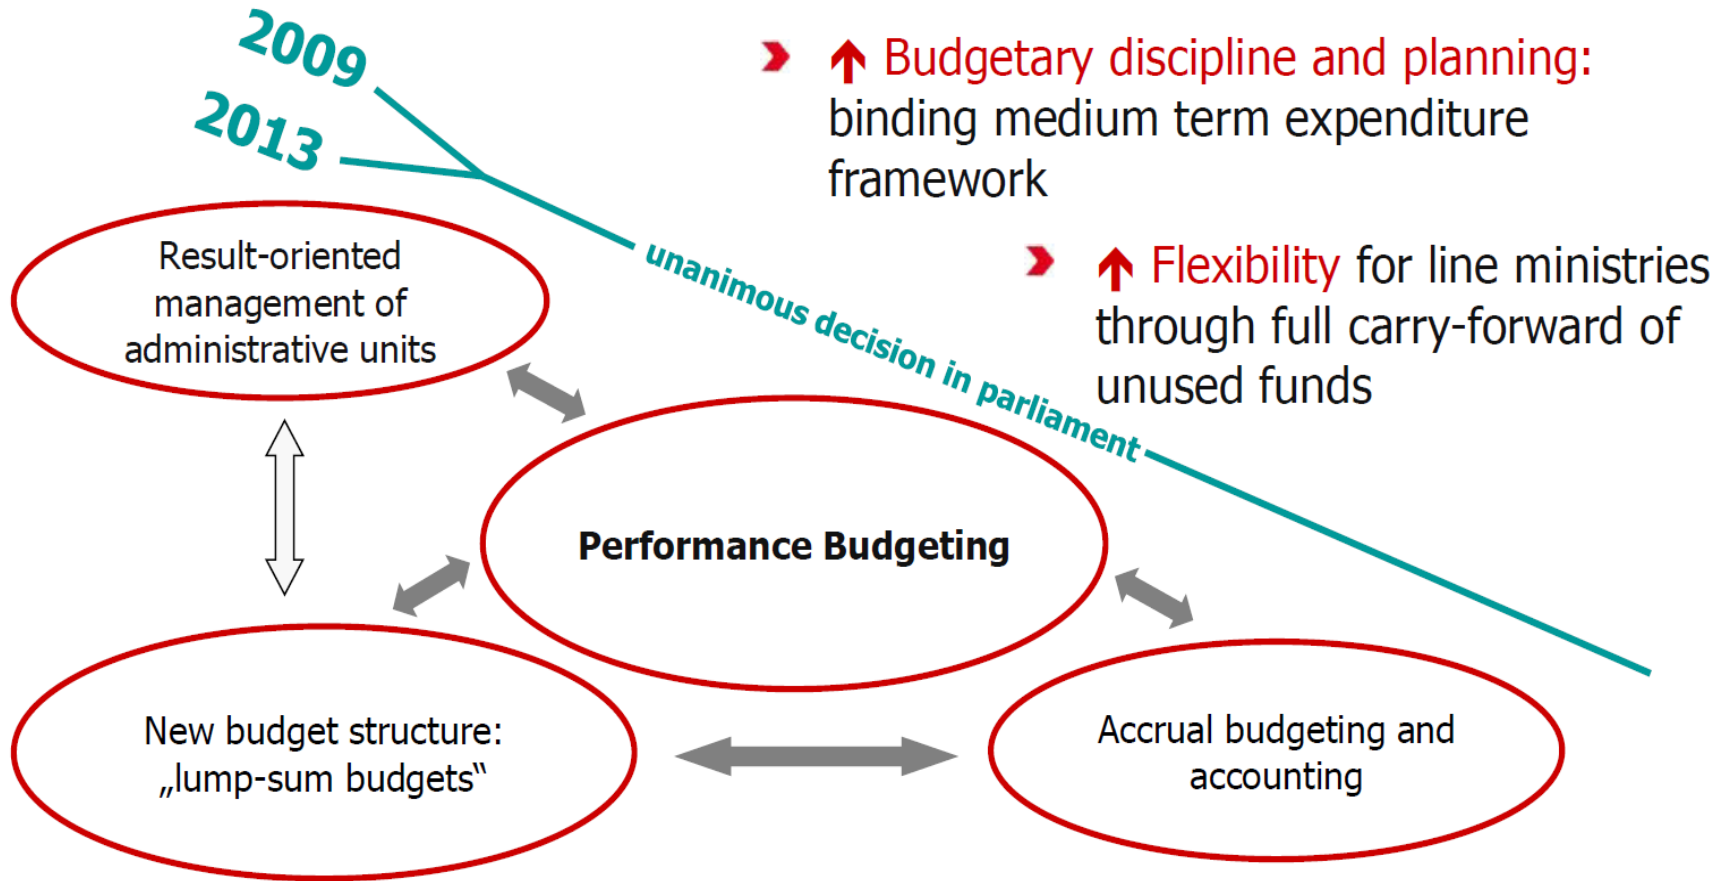 2009
2013
↑ Budgetary discipline and planning:
binding medium term expenditure
framework
↑ Flexibility for line ministries
through full carry-forward of
unused funds
unanimous decision in parliament
Result-oriented
management of
administrative units
Performance Budgeting
New budget structure:
„lump-sum budgets“
Accrual budgeting and
accounting